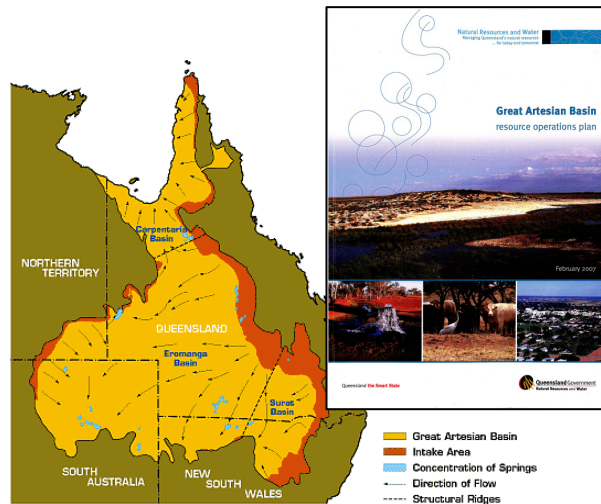 Natural Resources and Water
Managing Queensland's natural resources
... for today and tomorrow
Great Artesian Basin
resource operations plan
February 2007
Queensland the Smart State
Queensland Government
Natural Resources and Water
Carpentaria
Basin
NORTHERN
TERRITORY
QUEENSLAND
Eromanga
Basin
Surat
Basin
SOUTH
AUSTRALIA
NEW
SOUTH
WALES
Great Artesian Basin
Intake Area
Concentration of Springs
Direction of Flow
Structural Ridges